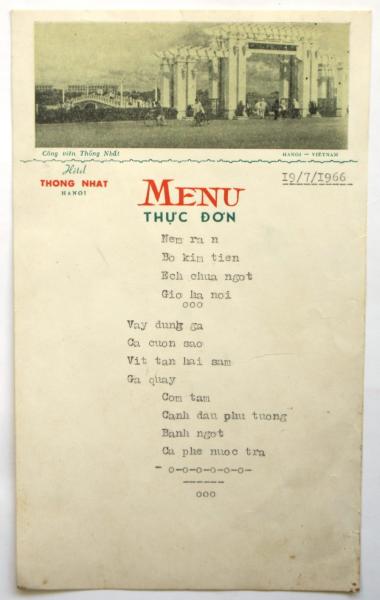 Công viên Thống Nhất
HANOI — VIETNAM
Hôtel
THONG NHAT
HANOI
MENU
THỰC ĐƠN
19/7/1966
Nem ra n
Bo kim tien
Ech chua ngot
Gio ha noi
ooo
Vay dung ga
Ca cuon sao
Vit tan hai sam
Ga quay
Com tam
Canh dau phu tuong
Banh ngot
Ca phe nuoc tra
- o-o-o-o-o-o-
------
ooo